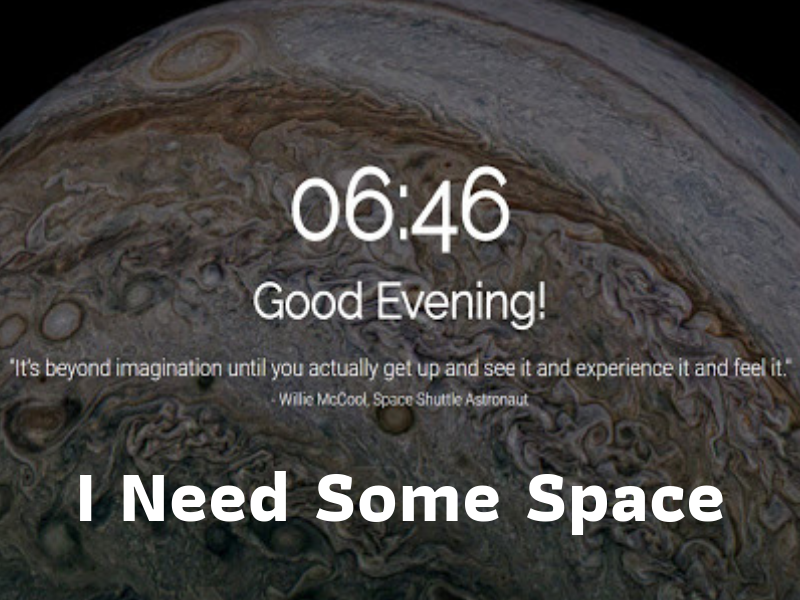 06:46
Good Evening!
"It's beyond imagination until you actually get up and see it and experience it and feel it."
- Willie McCool, Space Shuttle Astronaut
I Need Some Space